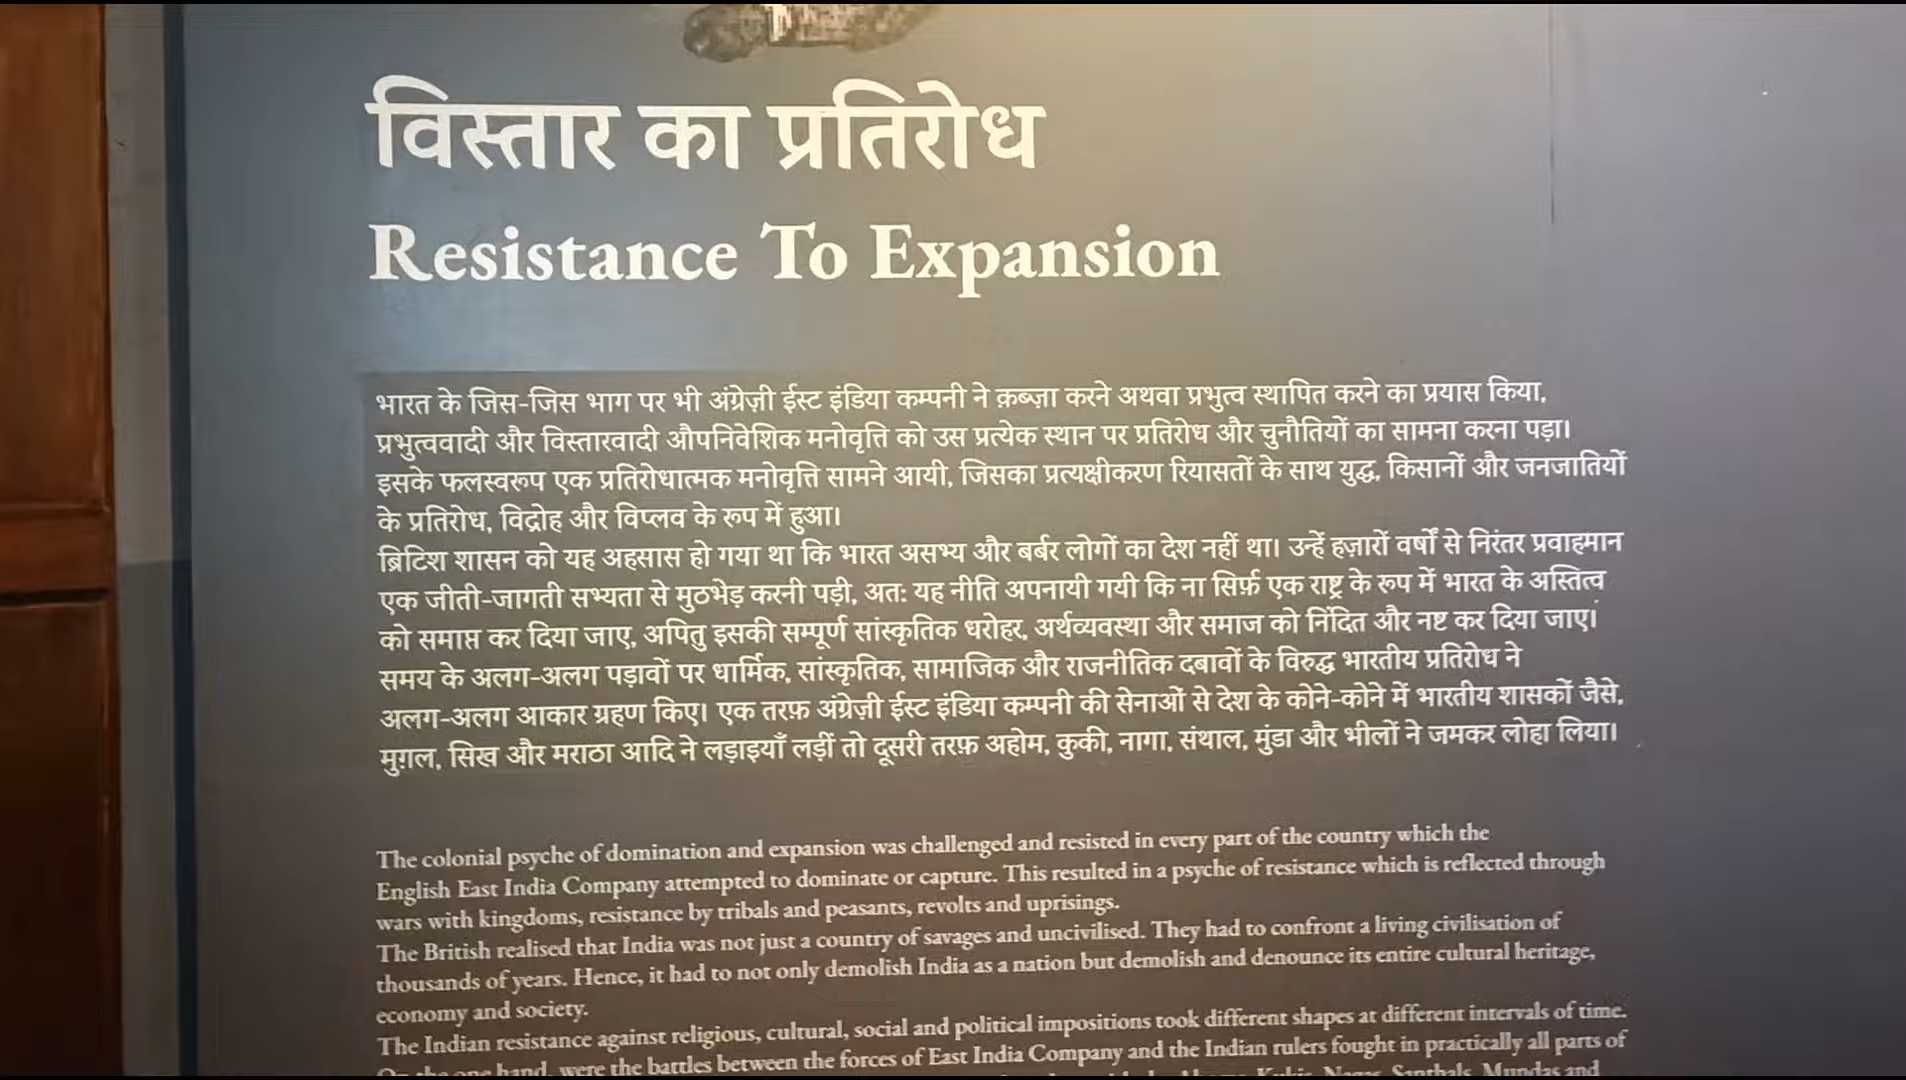 विस्तार का प्रतिरोध
Resistance To Expansion
भारत के जिस-जिस भाग पर भी अंग्रेज़ी ईस्ट इंडिया कम्पनी ने क़ब्ज़ा करने अथवा प्रभुत्व स्थापित करने का प्रयास किया,
प्रभुत्ववादी और विस्तारवादी औपनिवेशिक मनोवृत्ति को उस प्रत्येक स्थान पर प्रतिरोध और चुनौतियों का सामना करना पड़ा।
इसके फलस्वरूप एक प्रतिरोधात्मक मनोवृत्ति सामने आयी, जिसका प्रत्यक्षीकरण रियासतों के साथ युद्ध, किसानों और जनजातियों
के प्रतिरोध, विद्रोह और विप्लव के रूप में हुआ।
ब्रिटिश शासन को यह अहसास हो गया था कि भारत असभ्य और बर्बर लोगों का देश नहीं था। उन्हें हज़ारों वर्षों से निरंतर प्रवाहमान
एक जीती-जागती सभ्यता से मुठभेड़ करनी पड़ी, अतः यह नीति अपनायी गयी कि ना सिर्फ़ एक राष्ट्र के रूप में भारत के अस्तित्व
को समाप्त कर दिया जाए, अपितु इसकी सम्पूर्ण सांस्कृतिक धरोहर, अर्थव्यवस्था और समाज को निंदित और नष्ट कर दिया जाए।
समय के अलग-अलग पड़ावों पर धार्मिक, सांस्कृतिक, सामाजिक और राजनीतिक दबावों के विरुद्ध भारतीय प्रतिरोध ने
अलग-अलग आकार ग्रहण किए। एक तरफ़ अंग्रेज़ी ईस्ट इंडिया कम्पनी की सेनाओं से देश के कोने-कोने में भारतीय शासकों जैसे,
मुग़ल, सिख और मराठा आदि ने लड़ाइयाँ लड़ीं तो दूसरी तरफ़ अहोम, कुकी, नागा, संथाल, मुंडा और भीलों ने जमकर लोहा लिया।
The colonial psyche of domination and expansion was challenged and resisted in every part of the country which the
English East India Company attempted to dominate or capture. This resulted in a psyche of resistance which is reflected through
wars with kingdoms, resistance by tribals and peasants, revolts and uprisings.
The British realised that India was not just a country of savages and uncivilised. They had to confront a living civilisation of
thousands of years. Hence, it had to not only demolish India as a nation but demolish and denounce its entire cultural heritage,
economy and society.
The Indian resistance against religious, cultural, social and political impositions took different shapes at different intervals of time.
On the one hand, were the battles between the forces of East India Company and the Indian rulers fought in practically all parts of
Kukis, Nagas, Santhals, Mundas and